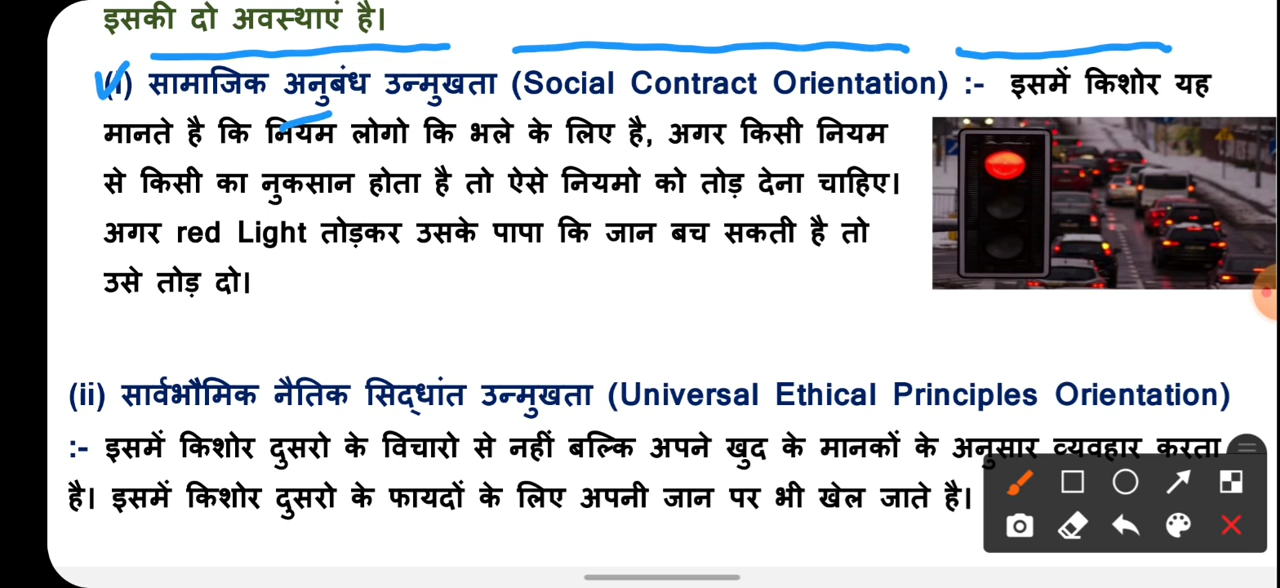 इसकी दो अवस्थाएं है।
(i) सामाजिक अनुबंध उन्मुखता (Social Contract Orientation) :- इसमें किशोर यह
मानते है कि नियम लोगो कि भले के लिए है, अगर किसी नियम
से किसी का नुकसान होता है तो ऐसे नियमो को तोड़ देना चाहिए।
अगर red Light तोड़कर उसके पापा कि जान बच सकती है तो
उसे तोड़ दो।
(ii) सार्वभौमिक नैतिक सिद्धांत उन्मुखता (Universal Ethical Principles Orientation)
:- इसमें किशोर दुसरो के विचारो से नहीं बल्कि अपने खुद के मानकों के अनुसार व्यवहार करता
है। इसमें किशोर दुसरो के फायदों के लिए अपनी जान पर भी खेल जाते है।